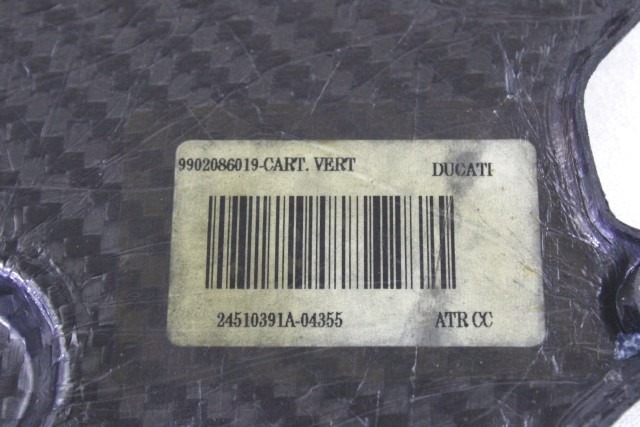 9902086019-CART. VERT DUCATI
24510391A-04355 ATR CC